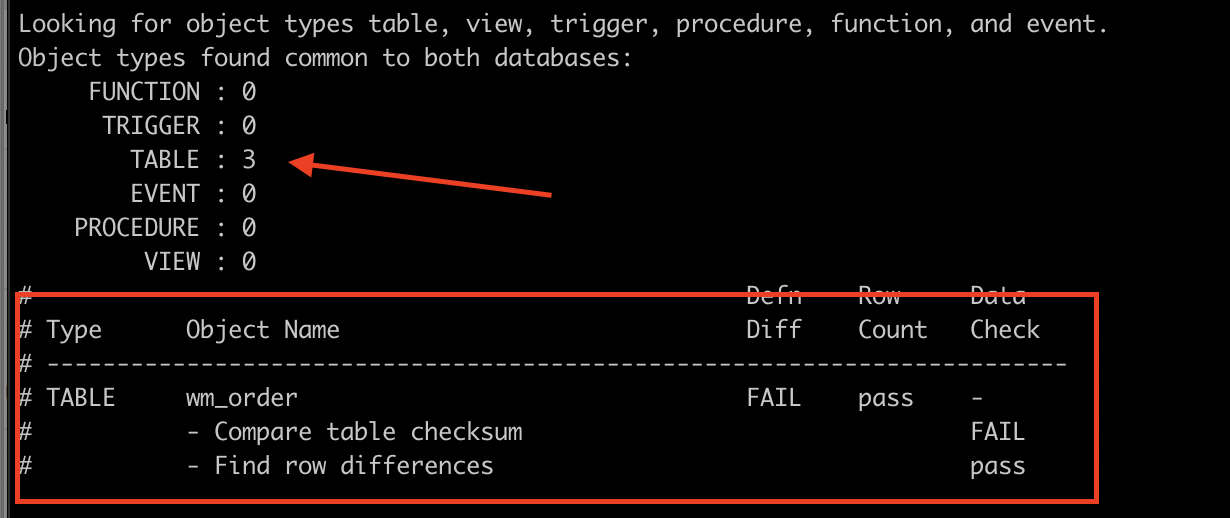 Looking for object types table, view, trigger, procedure, function, and event.
Object types found common to both databases:
FUNCTION : 0
TRIGGER : 0
TABLE : 3
EVENT : 0
PROCEDURE : 0
VIEW : 0
# Defn Row Data
# Type Object Name Diff Count Check
# -------------------------------------------------------------------------
# TABLE wm_order FAIL pass -
# - Compare table checksum FAIL
# - Find row differences pass